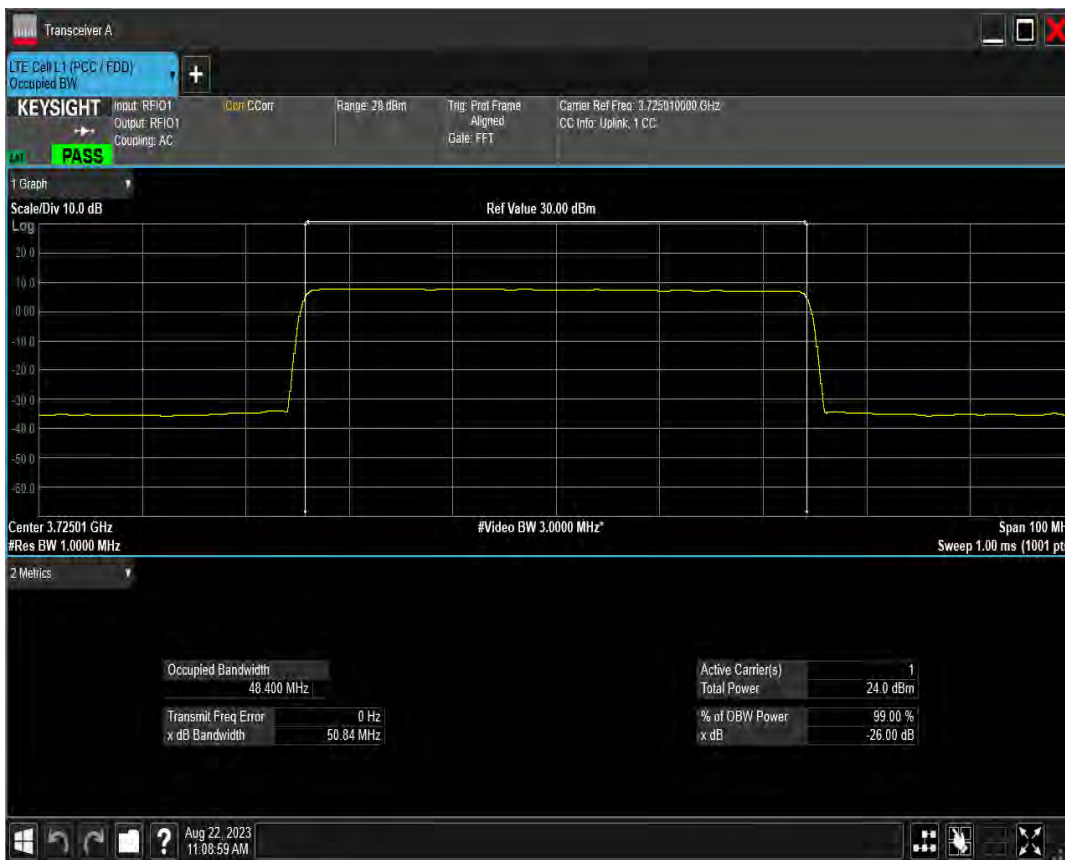 Transceiver A
LTE Cell L1 (PCC / FDD)
Occupied BW
+
KEYSIGHT
PASS
Input: RFIO1
Output: RFIO1
Coupling: AC
Corr CCorr
Range: 28 dBm
Trig: Prot Frame
Aligned
Gate: FFT
Carrier Ref Freq: 3.725010000 GHz
CC Info: Uplink, 1 CC
1 Graph
Scale/Div 10.0 dB
Ref Value 30.00 dBm
Log
20.0
10.0
0.00
-10.0
-20.0
-30.0
-40.0
-50.0
-60.0
Center 3.72501 GHz
#Video BW 3.0000 MHz*
Span 100 MH
#Res BW 1.0000 MHz
Sweep 1.00 ms (1001 pts
2 Metrics
Occupied Bandwidth
48.400 MHz
Transmit Freq Error 0 Hz
x dB Bandwidth 50.84 MHz
Active Carrier(s) 1
Total Power 24.0 dBm
% of OBW Power 99.00 %
x dB -26.00 dB
?
Aug 22, 2023
11:08:59 AM